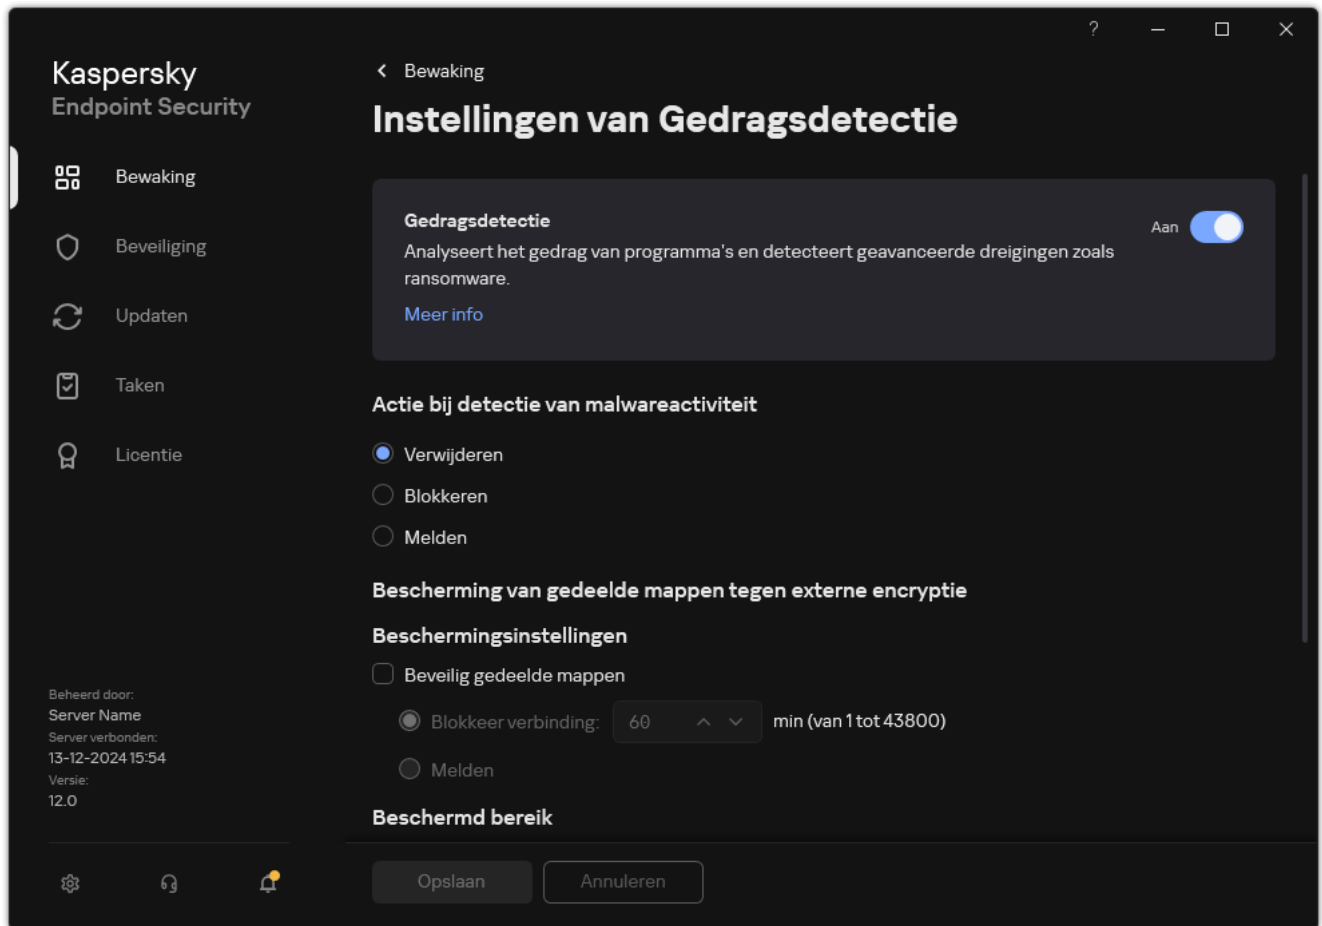 ?
Kaspersky
Endpoint Security
Bewaking
Beveiliging
Updaten
Taken
Licentie
Beheerd door:
Server Name
Server verbonden:
13-12-2024 15:54
Versie:
12.0
Bewaking
Instellingen van Gedragsdetectie
Gedragsdetectie
Aan
Analyseert het gedrag van programma's en detecteert geavanceerde dreigingen zoals
ransomware.
Meer info
Actie bij detectie van malwareactiviteit
Verwijderen
Blokkeren
Melden
Bescherming van gedeelde mappen tegen externe encryptie
Beschermingsinstellingen
Beveilig gedeelde mappen
Blokkeer verbinding: 60 min (van 1 tot 43800)
Melden
Beschermd bereik
Opslaan
Annuleren